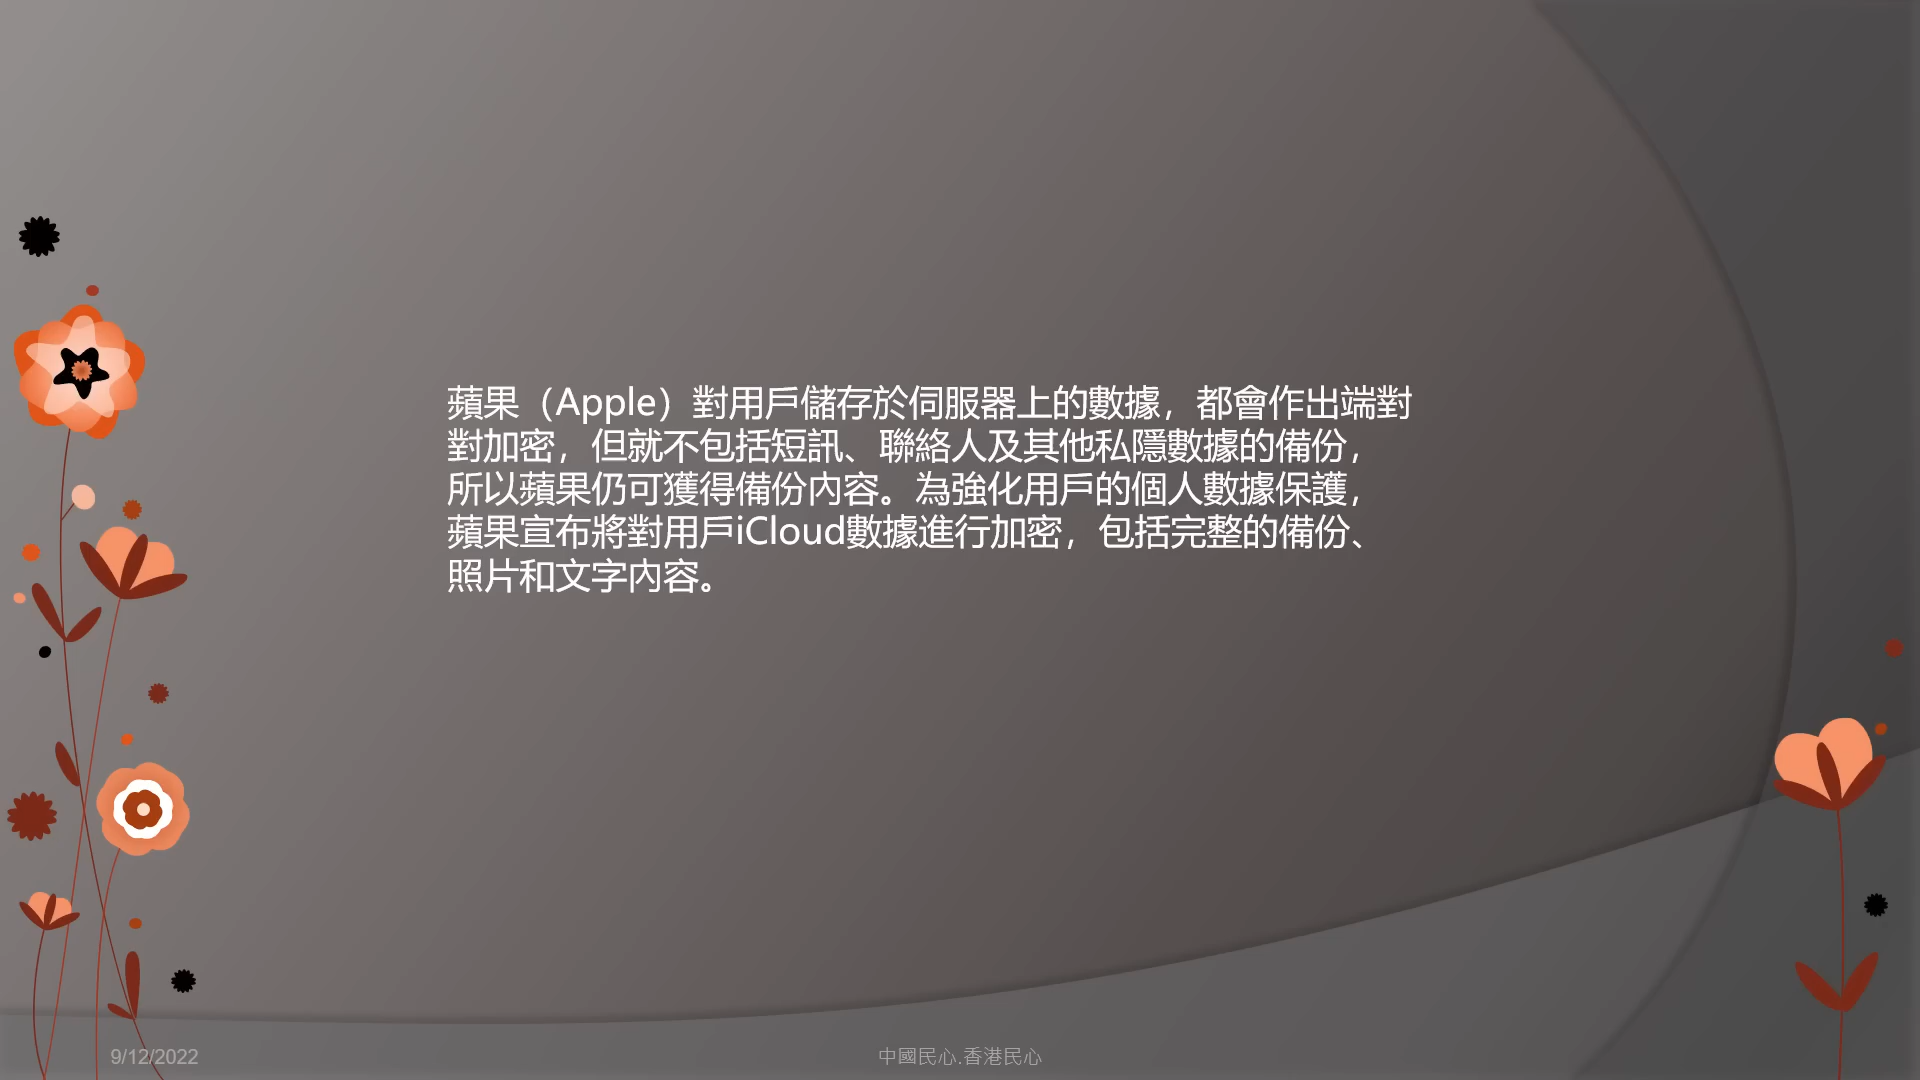 蘋果（Apple）對用戶儲存於伺服器上的數據，都會作出端對
對加密，但就不包括短訊、聯絡人及其他私隱數據的備份，
所以蘋果仍可獲得備份內容。為強化用戶的個人數據保護，
蘋果宣布將對用戶iCloud數據進行加密，包括完整的備份、
照片和文字內容。
9/12/2022
中國民心.香港民心